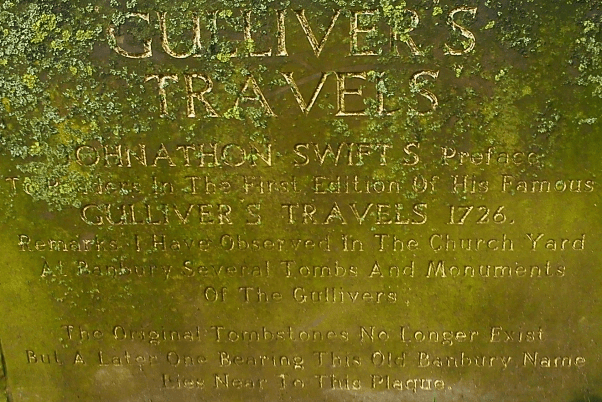 GULLIVER'S
TRAVELS
JOHNATHON SWIFT'S Preface
To Readers In The First Edition Of His Famous
GULLIVER'S TRAVELS 1726.
Remarks I Have Observed In The Church Yard
At Banbury Several Tombs And Monuments
Of The Gullivers.
The Original Tombstones No Longer Exist
But A Later One Bearing This Old Banbury Name
lies Near To This Plaque.